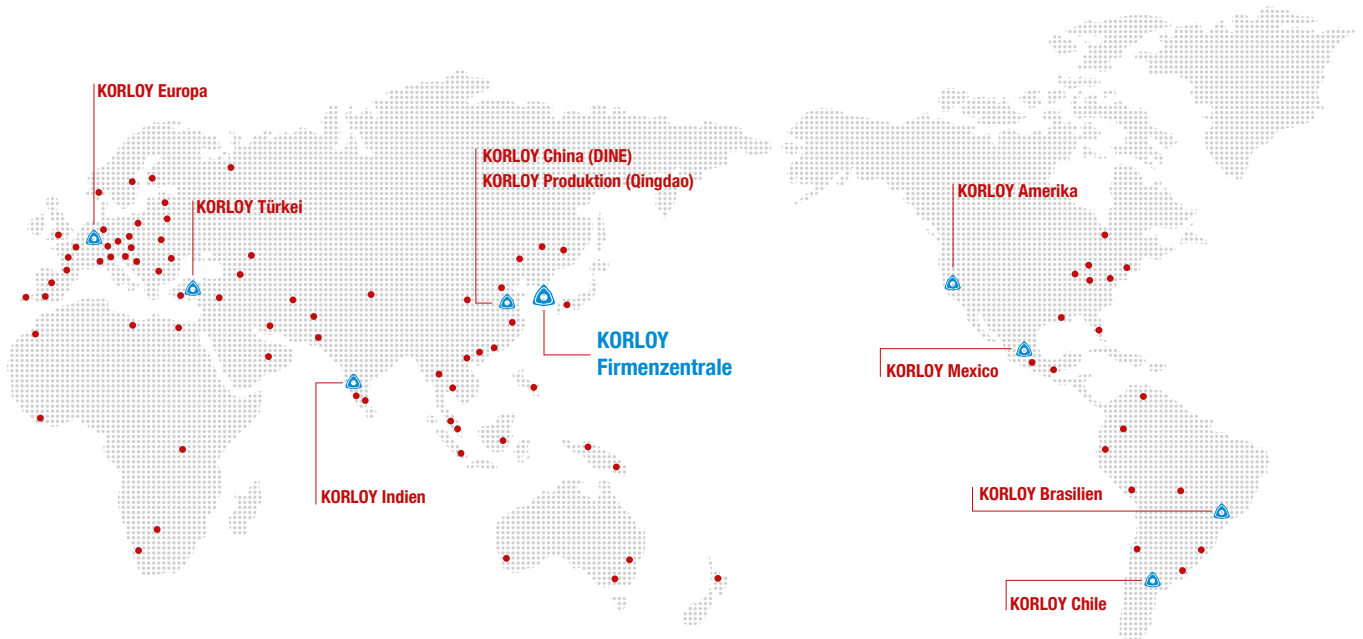 KORLOY Europa
KORLOY China (DINE)
KORLOY Produktion (Qingdao)
KORLOY Türkei
KORLOY Amerika
KORLOY
Firmenzentrale
KORLOY Mexico
KORLOY Indien
KORLOY Brasilien
KORLOY Chile